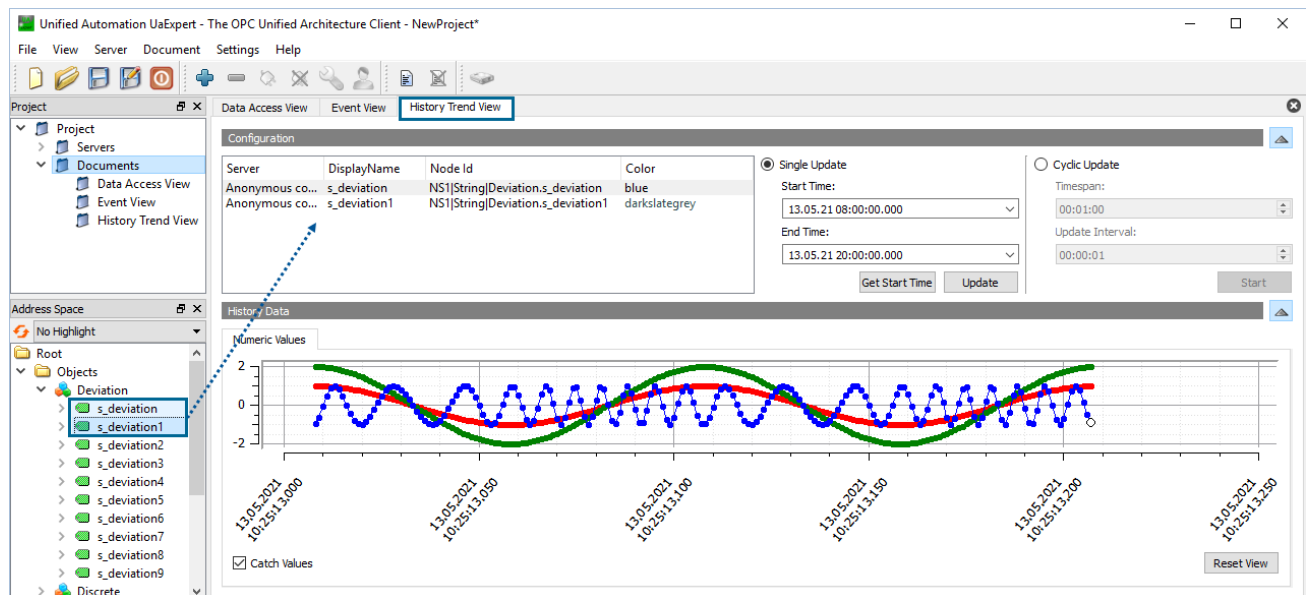 Unified Automation UaExpert - The OPC Unified Architecture Client - NewProject*
File View Server Document Settings Help
Project
Project
Servers
Documents
Data Access View
Event View
History Trend View
Address Space
No Highlight
Root
Objects
Deviation
s_deviation
s_deviation1
s_deviation2
s_deviation3
s_deviation4
s_deviation5
s_deviation6
s_deviation7
s_deviation8
s_deviation9
Discrete
Data Access View Event View History Trend View
Configuration
Server DisplayName Node Id Color
Anonymous co... s_deviation NS1|String|Deviation.s_deviation blue
Anonymous co... s_deviation1 NS1|String|Deviation.s_deviation1 darkslategrey
Single Update
Start Time:
13.05.21 08:00:00.000
End Time:
13.05.21 20:00:00.000
Get Start Time Update
Cyclic Update
Timespan:
00:01:00
Update Interval:
00:00:01
Start
History Data
Numeric Values
2
0
-2
13.05.2021
10:25:13.000
13.05.2021
10:25:13.050
13.05.2021
10:25:13.100
13.05.2021
10:25:13.150
13.05.2021
10:25:13.200
13.05.2021
10:25:13.250
Catch Values
Reset View